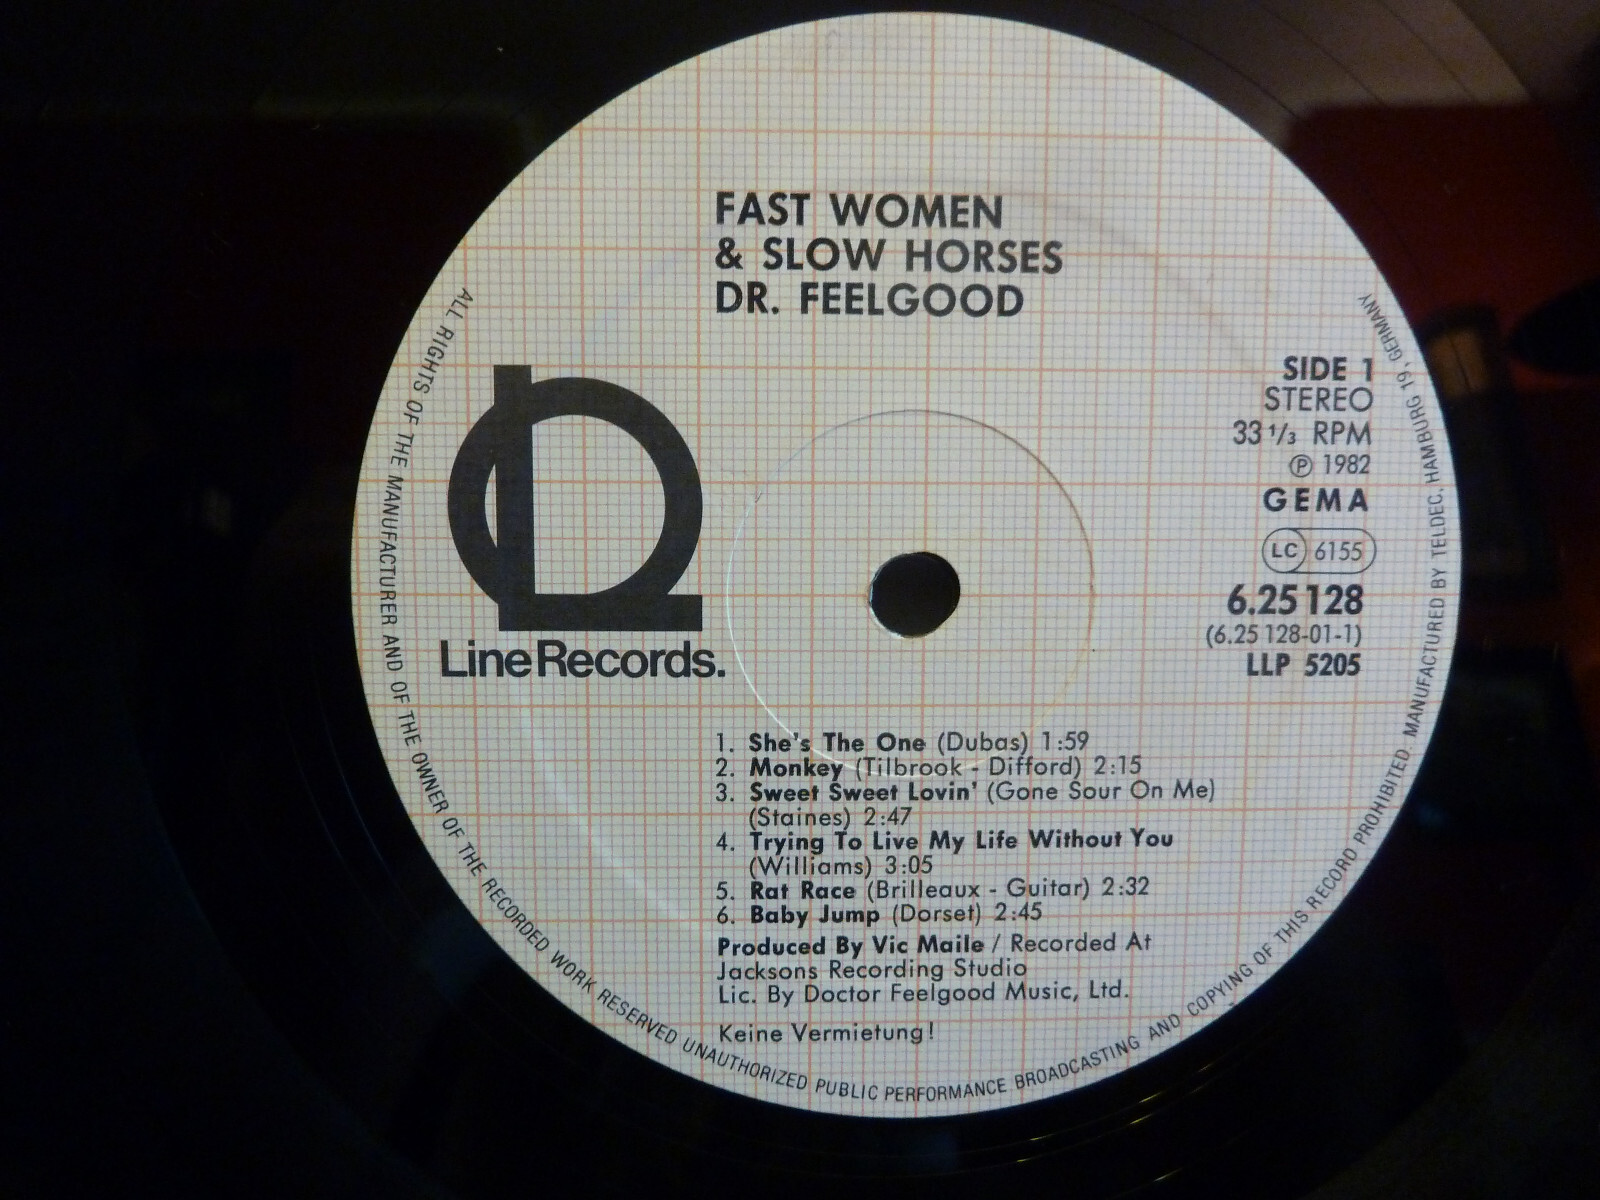 FAST WOMEN
& SLOW HORSES
DR. FEELGOOD
Line Records.
SIDE 1
STEREO
33 1/3 RPM
℗ 1982
GEMA
LC 6155
6.25 128
(6.25 128-01-1)
LLP 5205
1. She's The One (Dubas) 1:59
2. Monkey (Tilbrook - Difford) 2:15
3. Sweet Sweet Lovin' (Gone Sour On Me)
(Staines) 2:47
4. Trying To Live My Life Without You
(Williams) 3:05
5. Rat Race (Brilleaux - Guitar) 2:32
6. Baby Jump (Dorset) 2:45
Produced By Vic Maile / Recorded At
Jacksons Recording Studio
Lic. By Doctor Feelgood Music, Ltd.
Keine Vermietung!
ALL RIGHTS OF THE MANUFACTURER AND OF THE OWNER OF THE RECORDED WORK RESERVED UNAUTHORIZED PUBLIC PERFORMANCE BROADCASTING AND COPYING OF THIS RECORD PROHIBITED. MANUFACTURED BY TELDEC, HAMBURG 19, GERMANY